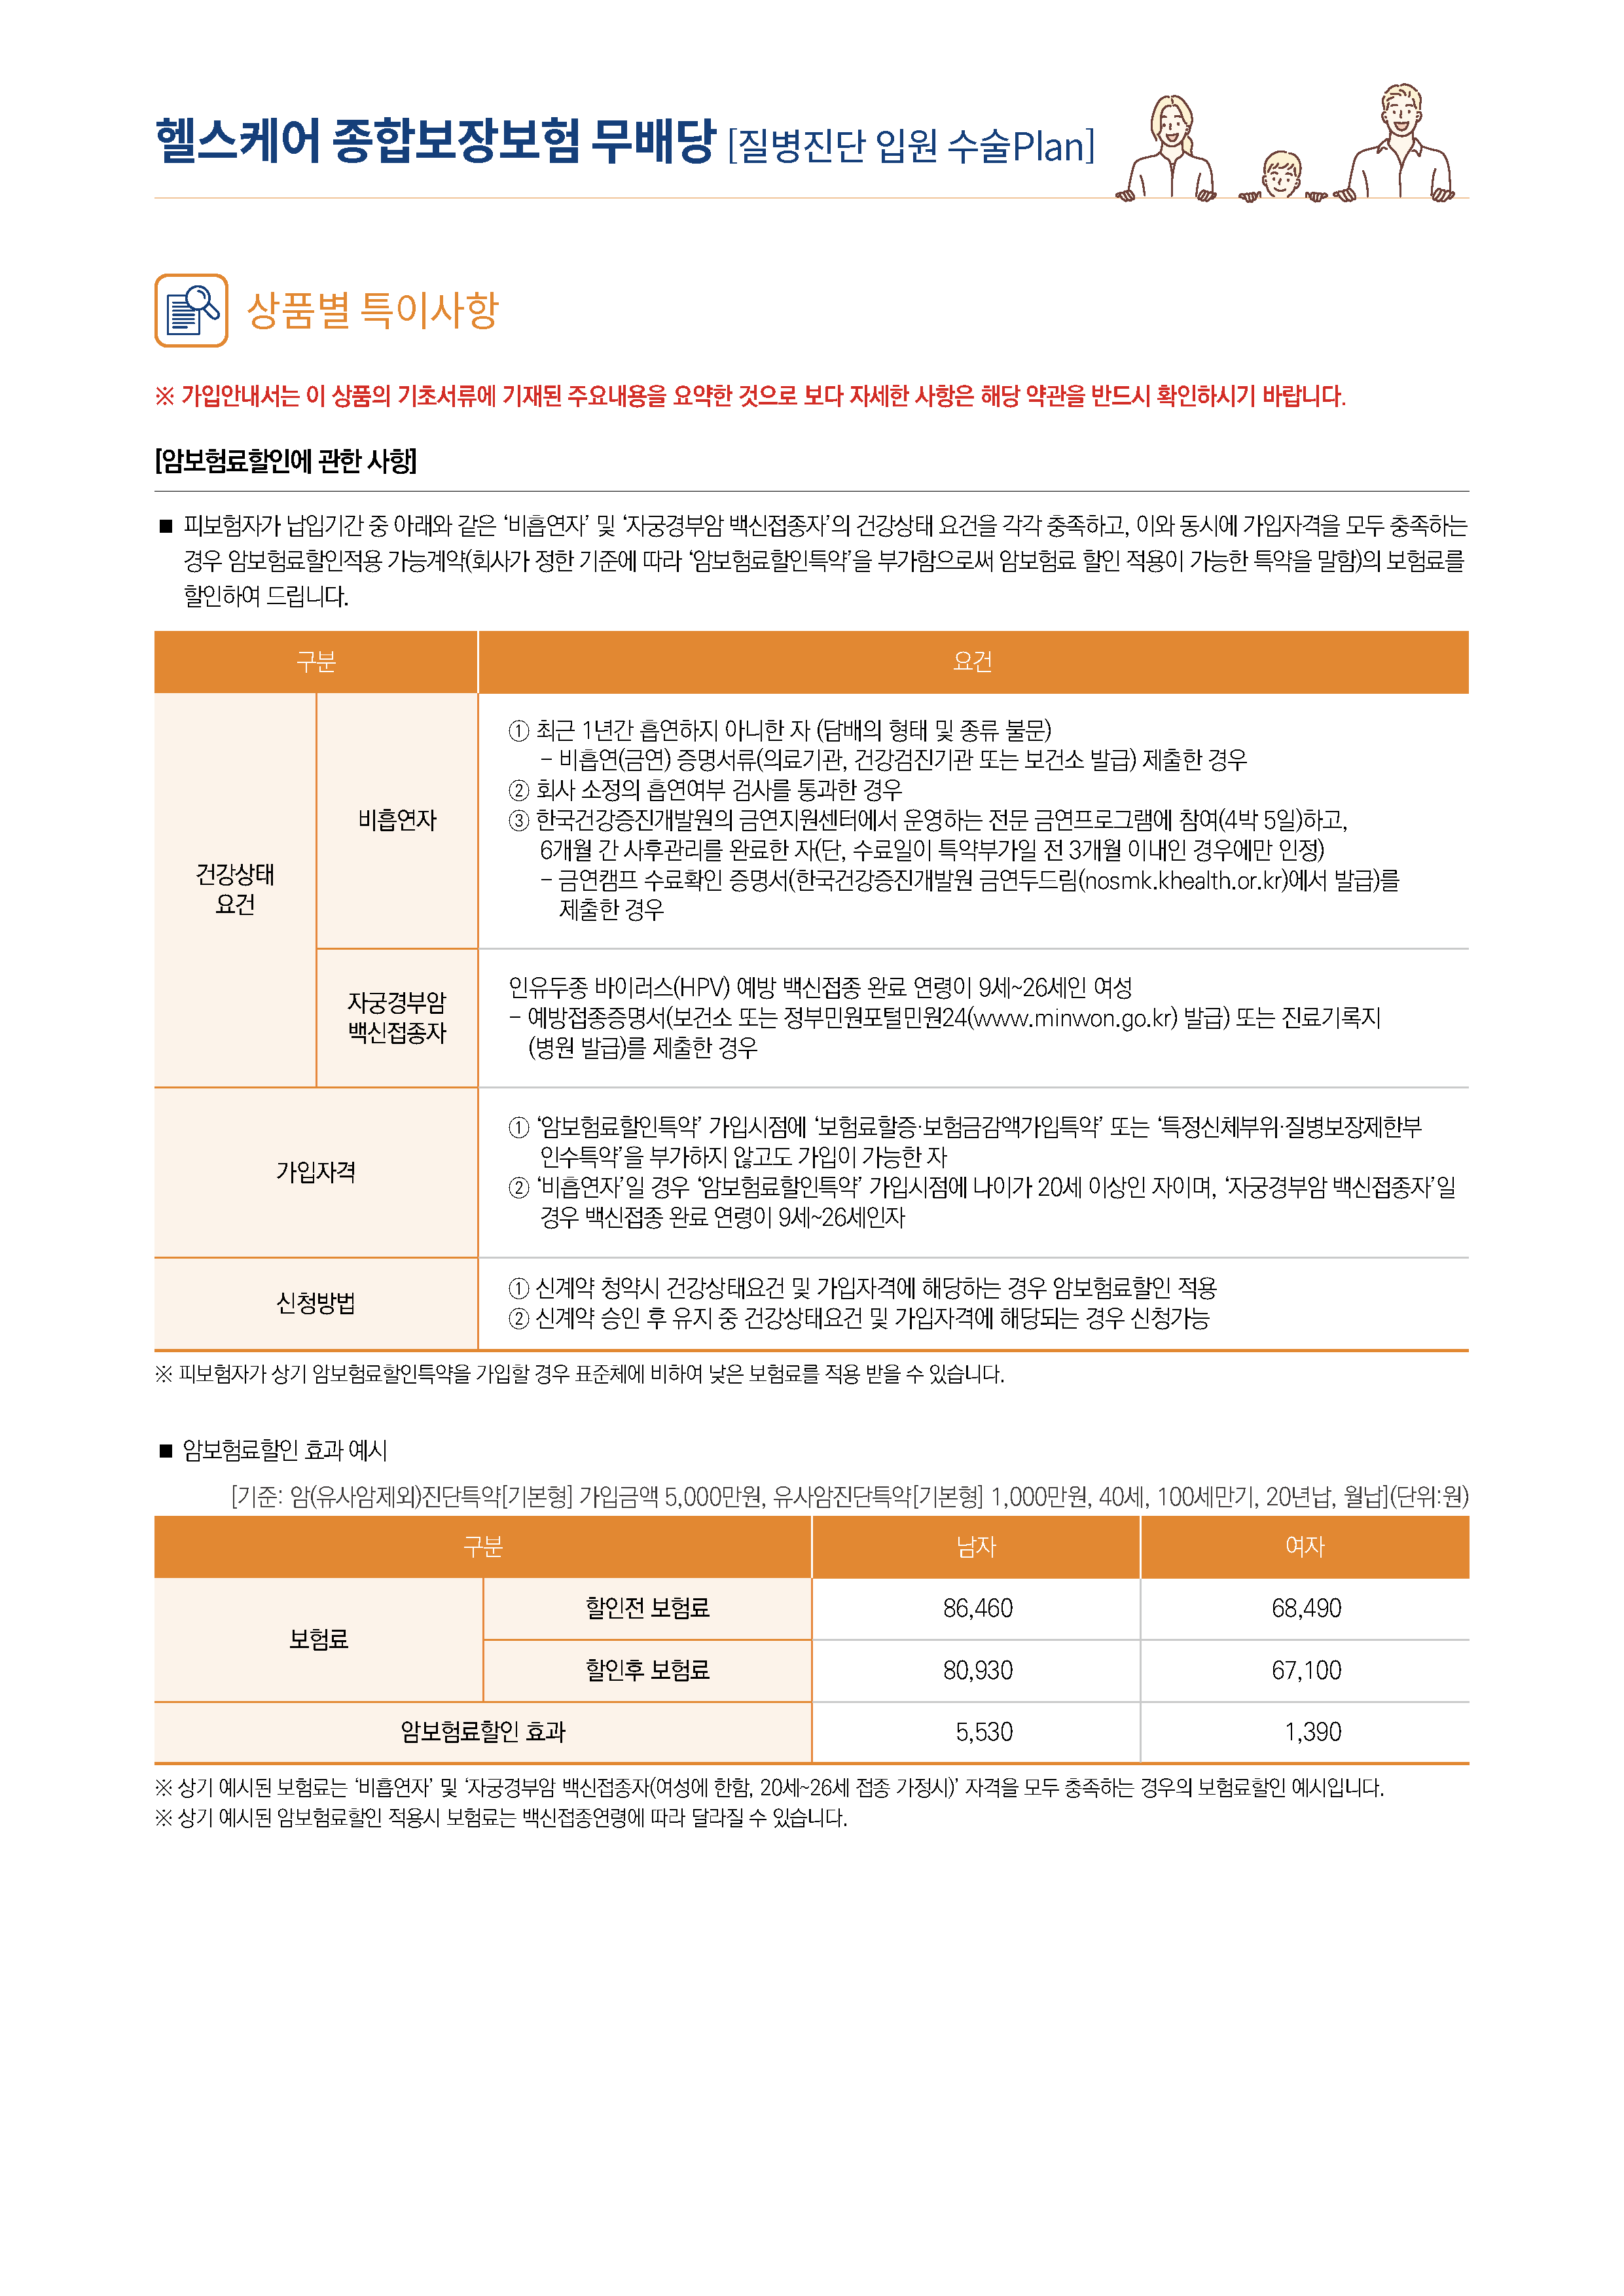 헬스케어 종합보장보험 무배당 [질병진단 입원 수술Plan]
상품별 특이사항
※ 가입안내서는 이 상품의 기초서류에 기재된 주요내용을 요약한 것으로 보다 자세한 사항은 해당 약관을 반드시 확인하시기 바랍니다.
[암보험료할인에 관한 사항]
■ 피보험자가 납입기간 중 아래와 같은 ‘비흡연자’ 및 ‘자궁경부암 백신접종자’의 건강상태 요건을 각각 충족하고, 이와 동시에 가입자격을 모두 충족하는
경우 암보험료할인적용 가능계약(회사가 정한 기준에 따라 ‘암보험료할인특약’을 부가함으로써 암보험료 할인 적용이 가능한 특약을 말함)의 보험료를
할인하여 드립니다.
구분
요건
건강상태
요건
비흡연자
① 최근 1년간 흡연하지 아니한 자 (담배의 형태 및 종류 불문)
- 비흡연(금연) 증명서류(의료기관, 건강검진기관 또는 보건소 발급) 제출한 경우
② 회사 소정의 흡연여부 검사를 통과한 경우
③ 한국건강증진개발원의 금연지원센터에서 운영하는 전문 금연프로그램에 참여(4박 5일)하고,
6개월 간 사후관리를 완료한 자(단, 수료일이 특약부가일 전 3개월 이내인 경우에만 인정)
- 금연캠프 수료확인 증명서(한국건강증진개발원 금연두드림(nosmk.khealth.or.kr)에서 발급)를
제출한 경우
자궁경부암
백신접종자
인유두종 바이러스(HPV) 예방 백신접종 완료 연령이 9세~26세인 여성
- 예방접종증명서(보건소 또는 정부민원포털민원24(www.minwon.go.kr) 발급) 또는 진료기록지
(병원 발급)를 제출한 경우
가입자격
① ‘암보험료할인특약’ 가입시점에 ‘보험료할증·보험금감액가입특약’ 또는 ‘특정신체부위·질병보장제한부
인수특약’을 부가하지 않고도 가입이 가능한 자
② ‘비흡연자’일 경우 ‘암보험료할인특약’ 가입시점에 나이가 20세 이상인 자이며, ‘자궁경부암 백신접종자’일
경우 백신접종 완료 연령이 9세~26세인자
신청방법
① 신계약 청약시 건강상태요건 및 가입자격에 해당하는 경우 암보험료할인 적용
② 신계약 승인 후 유지 중 건강상태요건 및 가입자격에 해당되는 경우 신청가능
※ 피보험자가 상기 암보험료할인특약을 가입할 경우 표준체에 비하여 낮은 보험료를 적용 받을 수 있습니다.
■ 암보험료할인 효과 예시
[기준: 암(유사암제외)진단특약[기본형] 가입금액 5,000만원, 유사암진단특약[기본형] 1,000만원, 40세, 100세만기, 20년납, 월납](단위:원)
구분 남자 여자
보험료
할인전 보험료 86,460 68,490
할인후 보험료 80,930 67,100
암보험료할인 효과 5,530 1,390
※ 상기 예시된 보험료는 ‘비흡연자’ 및 ‘자궁경부암 백신접종자(여성에 한함, 20세~26세 접종 가정시)’ 자격을 모두 충족하는 경우의 보험료할인 예시입니다.
※ 상기 예시된 암보험료할인 적용시 보험료는 백신접종연령에 따라 달라질 수 있습니다.